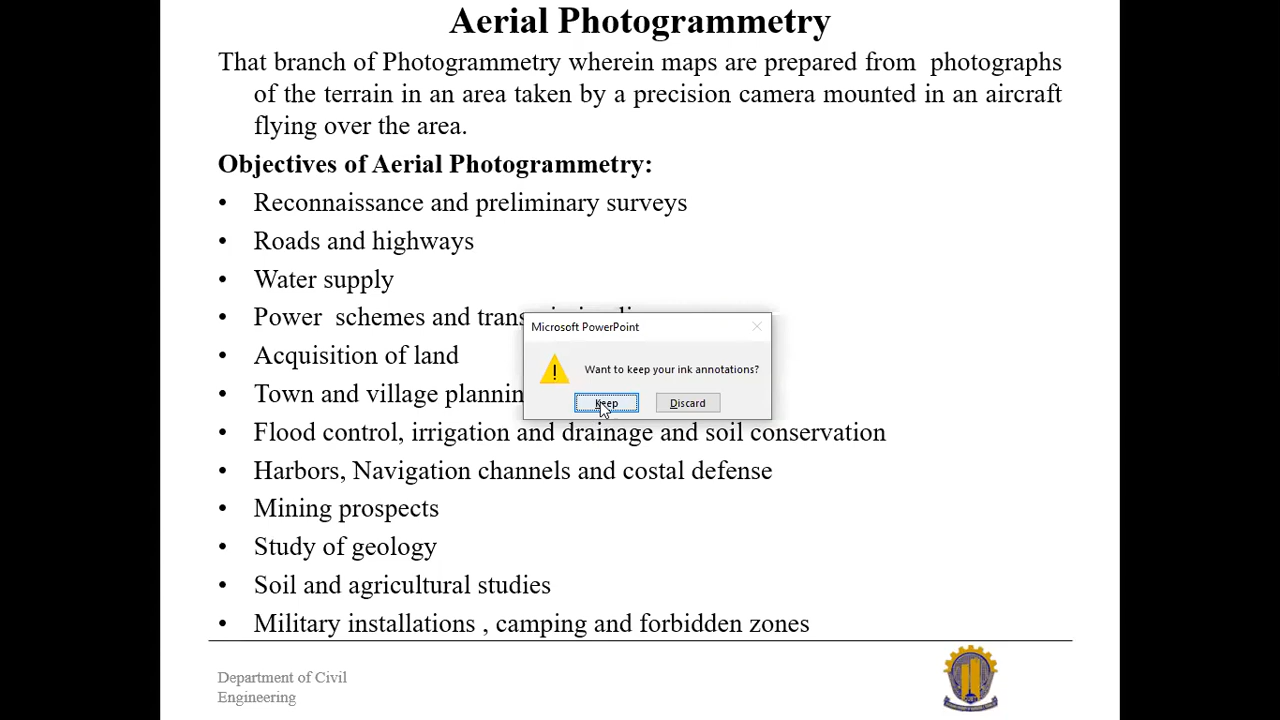 Aerial Photogrammetry
That branch of Photogrammetry wherein maps are prepared from photographs
of the terrain in an area taken by a precision camera mounted in an aircraft
flying over the area.
Objectives of Aerial Photogrammetry:
• Reconnaissance and preliminary surveys
• Roads and highways
• Water supply
• Power schemes and
Microsoft PowerPoint
Want to keep your ink annotations?
Keep
Discard
• Acquisition of land
• Town and village
• Flood control, irrigation and drainage and soil conservation
• Harbors, Navigation channels and costal defense
• Mining prospects
• Study of geology
• Soil and agricultural studies
• Military installations , camping and forbidden zones
Department of Civil
Engineering